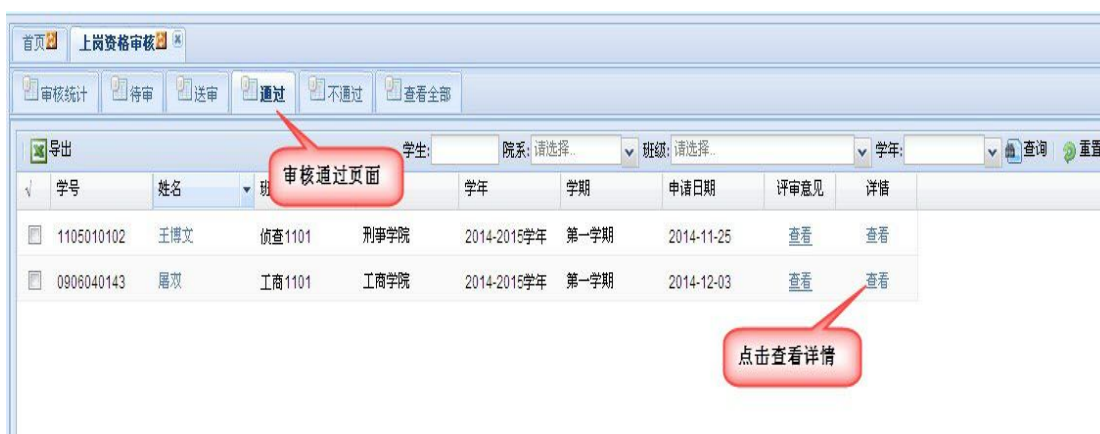 首页 上岗资格审核
审核统计 待审 送审 通过 不通过 查看全部
导出 学生: 院系: 请选择.. 班级: 请选择.. 学年: 查询 重置
审核通过页面
√ 学号 姓名 班 学年 学期 申请日期 评审意见 详情
1105010102 王博文 侦查1101 刑事学院 2014-2015学年 第一学期 2014-11-25 查看 查看
0906040143 屠双 工商1101 工商学院 2014-2015学年 第一学期 2014-12-03 查看 查看
点击查看详情